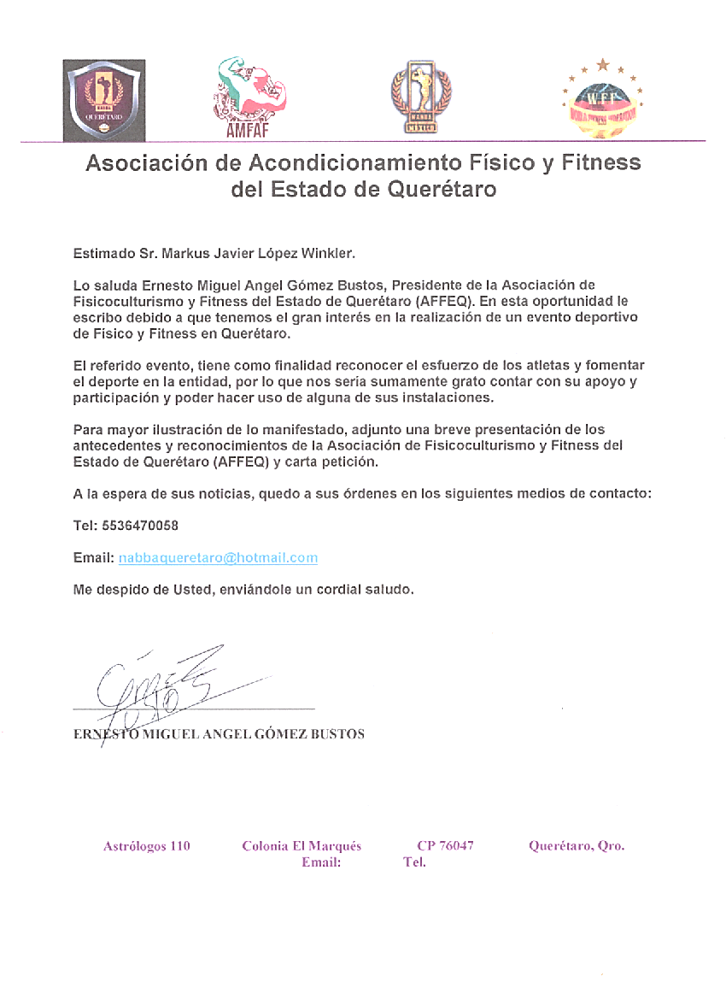 QUERÉTARO
AMFAF
NABBA
MÉXICO
W.F.F
WORLD FITNESS FEDERATION
Asociación de Acondicionamiento Físico y Fitness
del Estado de Querétaro
Estimado Sr. Markus Javier López Winkler.
Lo saluda Ernesto Miguel Angel Gómez Bustos, Presidente de la Asociación de
Fisicoculturismo y Fitness del Estado de Querétaro (AFFEQ). En esta oportunidad le
escribo debido a que tenemos el gran interés en la realización de un evento deportivo
de Físico y Fitness en Querétaro.
El referido evento, tiene como finalidad reconocer el esfuerzo de los atletas y fomentar
el deporte en la entidad, por lo que nos sería sumamente grato contar con su apoyo y
participación y poder hacer uso de alguna de sus instalaciones.
Para mayor ilustración de lo manifestado, adjunto una breve presentación de los
antecedentes y reconocimientos de la Asociación de Fisicoculturismo y Fitness del
Estado de Querétaro (AFFEQ) y carta petición.
A la espera de sus noticias, quedo a sus órdenes en los siguientes medios de contacto:
Tel: 5536470058
Email: nabbaqueretaro@hotmail.com
Me despido de Usted, enviándole un cordial saludo.
ERNESTO MIGUEL ANGEL GÓMEZ BUSTOS
Astrólogos 110 Colonia El Marqués CP 76047 Querétaro, Qro.
Email: Tel.